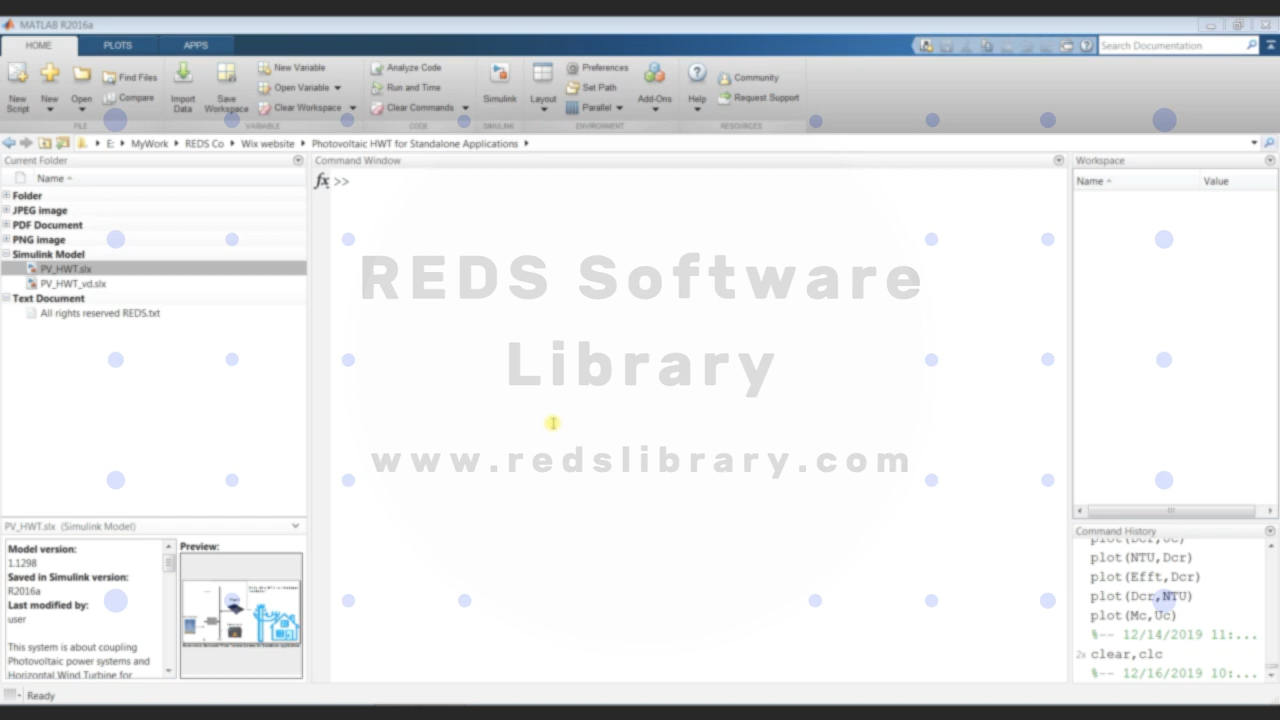 MATLAB R2016a
HOME PLOTS APPS
Search Documentation
New Script
New
Open
Find Files
Compare
Import Data
Save Workspace
New Variable
Open Variable
Clear Workspace
Analyze Code
Run and Time
Clear Commands
Simulink
Layout
Preferences
Set Path
Parallel
Add-Ons
Help
Community
Request Support
FILE VARIABLE CODE SIMULINK ENVIRONMENT RESOURCES
E: MyWork REDS Co Wix website Photovoltaic HWT for Standalone Applications
Current Folder
Name
Folder
JPEG image
PDF Document
PNG image
Simulink Model
PV_HWT.slx
PV_HWT_vd.slx
Text Document
All rights reserved REDS.txt
PV_HWT.slx (Simulink Model)
Model version:
1.1298
Saved in Simulink version:
R2016a
Last modified by:
user
This system is about coupling
Photovoltaic power systems and
Horizontal Wind Turbine for
Preview:
Command Window
fx >>
REDS Software
Library
www.redslibrary.com
Workspace
Name Value
Command History
plot(Dcr,Uc)
plot(NTU,Dcr)
plot(Efft,Dcr)
plot(Dcr,NTU)
plot(Mc,Uc)
%-- 12/14/2019 11:...
2x clear,clc
%-- 12/16/2019 10:...
Ready